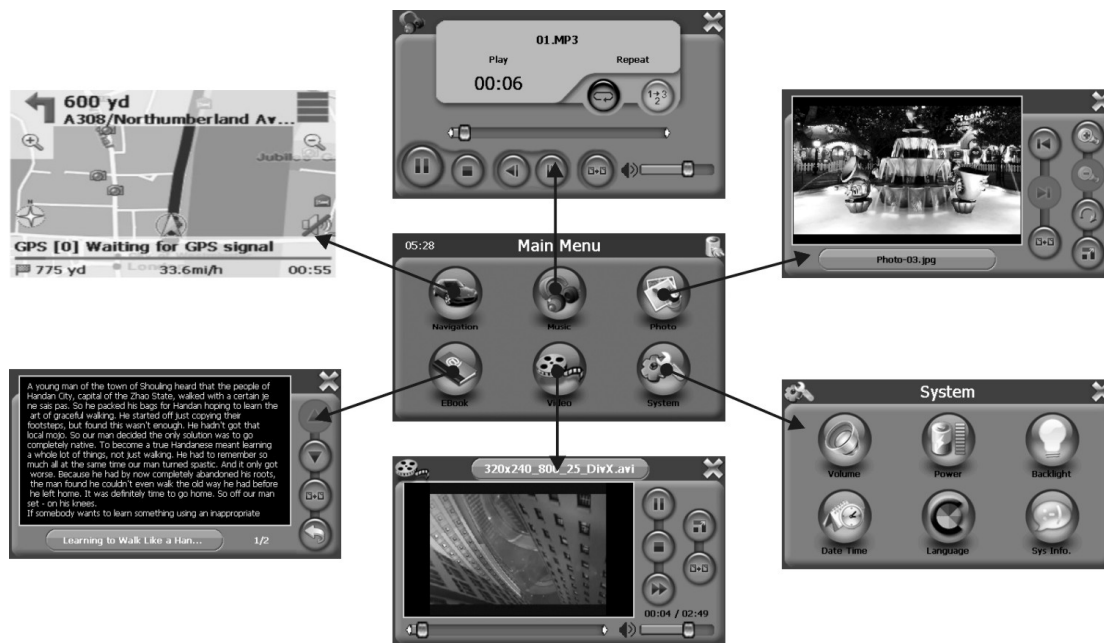 01.MP3
Play
Repeat
00:06
1 3
2
600 yd
A308/Northumberland Av...
Jubilee
GPS [0] Waiting for GPS signal
775 yd
33.6mi/h
00:55
Photo-03.jpg
05:28
Main Menu
Navigation
Music
Photo
EBook
Video
System
A young man of the town of Shouling heard that the people of
Handan City, capital of the Zhao State, walked with a certain je
ne sais pas. So he packed his bags for Handan hoping to learn the
art of graceful walking. He started off just copying their
footsteps, but found this wasn't enough. He hadn't got that
local mojo. So our man decided the only solution was to go
completely native. To become a true Handanese meant learning
a whole lot of things, not just walking. He had to remember so
much all at the same time our man turned spastic. And it only got
worse. Because he had by now completely abandoned his roots,
the man found he couldn't even walk the old way he had before
he left home. It was definitely time to go home. So off our man
set - on his knees.
If somebody wants to learn something using an inappropriate
Learning to Walk Like a Han...
1/2
320x240_800_25_DivX.avi
00:04 / 02:49
System
Volume
Power
Backlight
Date Time
Language
Sys Info.